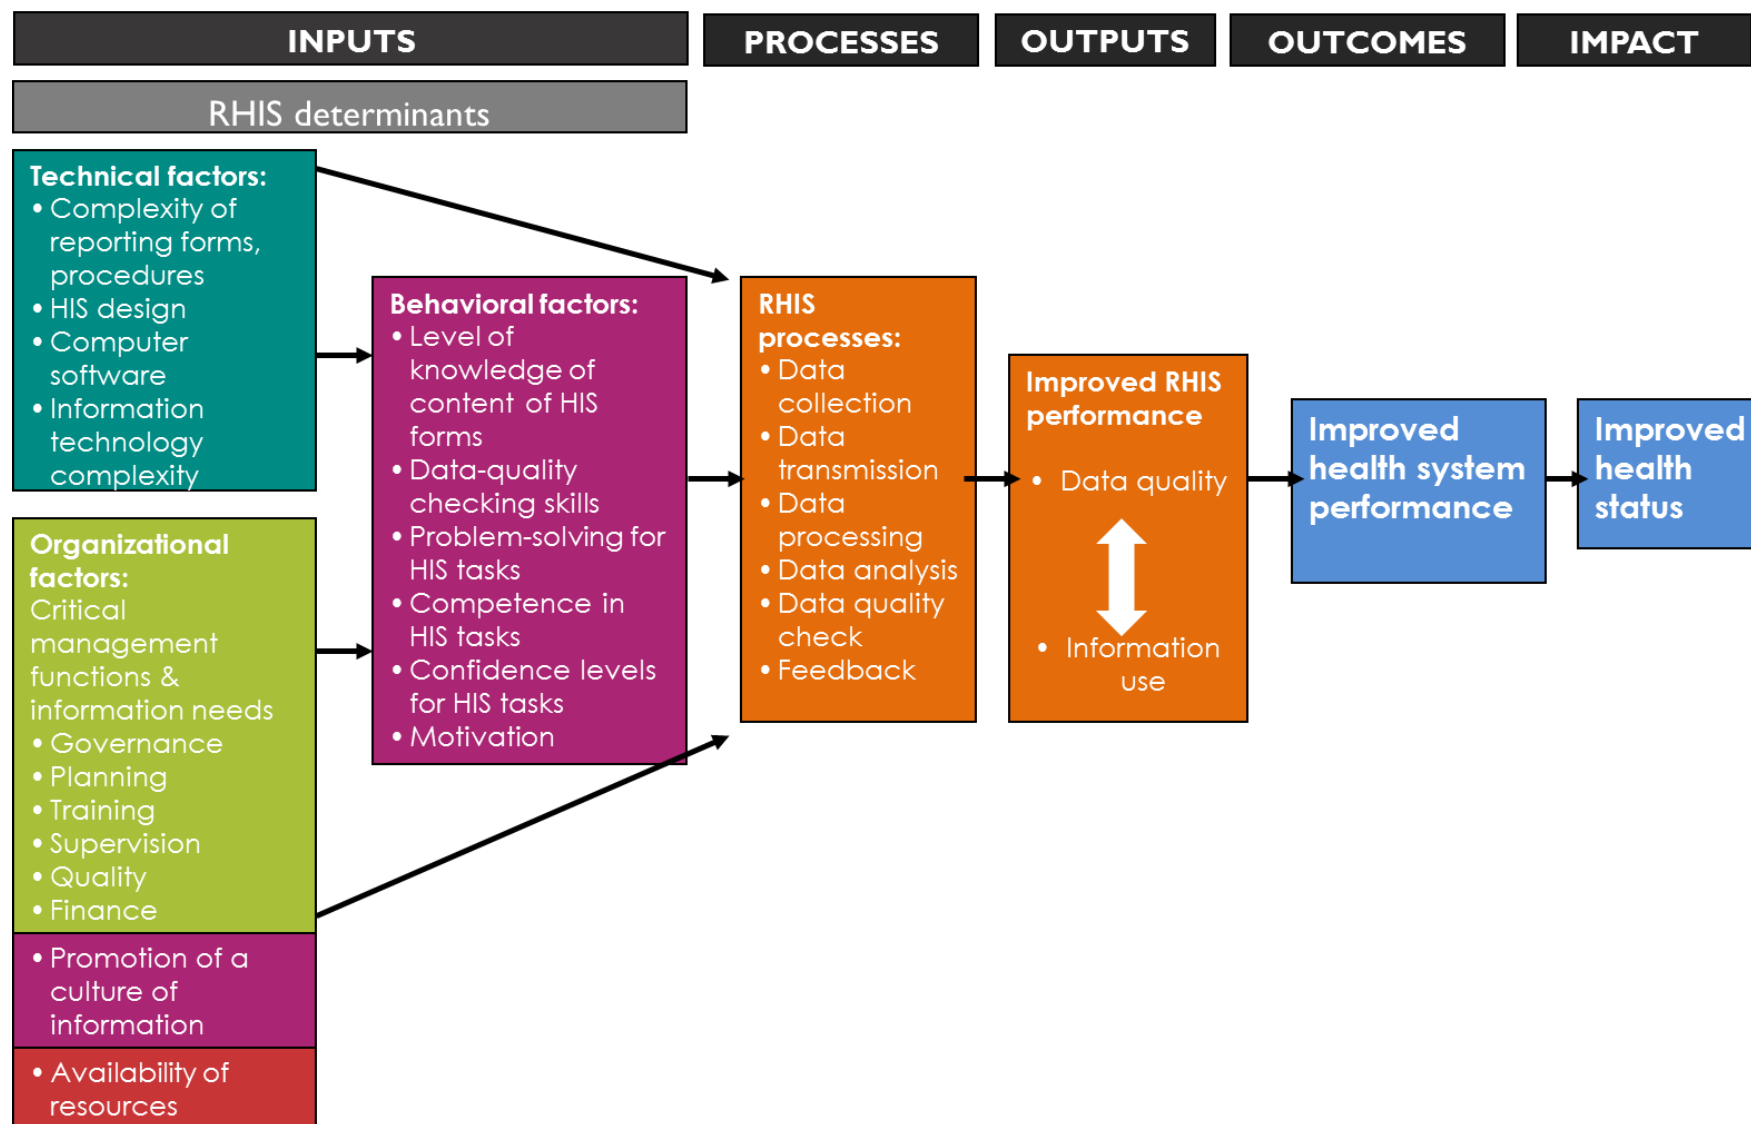 INPUTS
PROCESSES
OUTPUTS
OUTCOMES
IMPACT
RHIS determinants
Technical factors:
• Complexity of
reporting forms,
procedures
• HIS design
• Computer
software
• Information
technology
complexity
Organizational
factors:
Critical
management
functions &
information needs
• Governance
• Planning
• Training
• Supervision
• Quality
• Finance
• Promotion of a
culture of
information
• Availability of
resources
Behavioral factors:
• Level of
knowledge of
content of HIS
forms
• Data-quality
checking skills
• Problem-solving for
HIS tasks
• Competence in
HIS tasks
• Confidence levels
for HIS tasks
• Motivation
RHIS
processes:
• Data
collection
• Data
transmission
• Data
processing
• Data analysis
• Data quality
check
• Feedback
Improved RHIS
performance
• Data quality
• Information
use
Improved
health system
performance
Improved
health
status